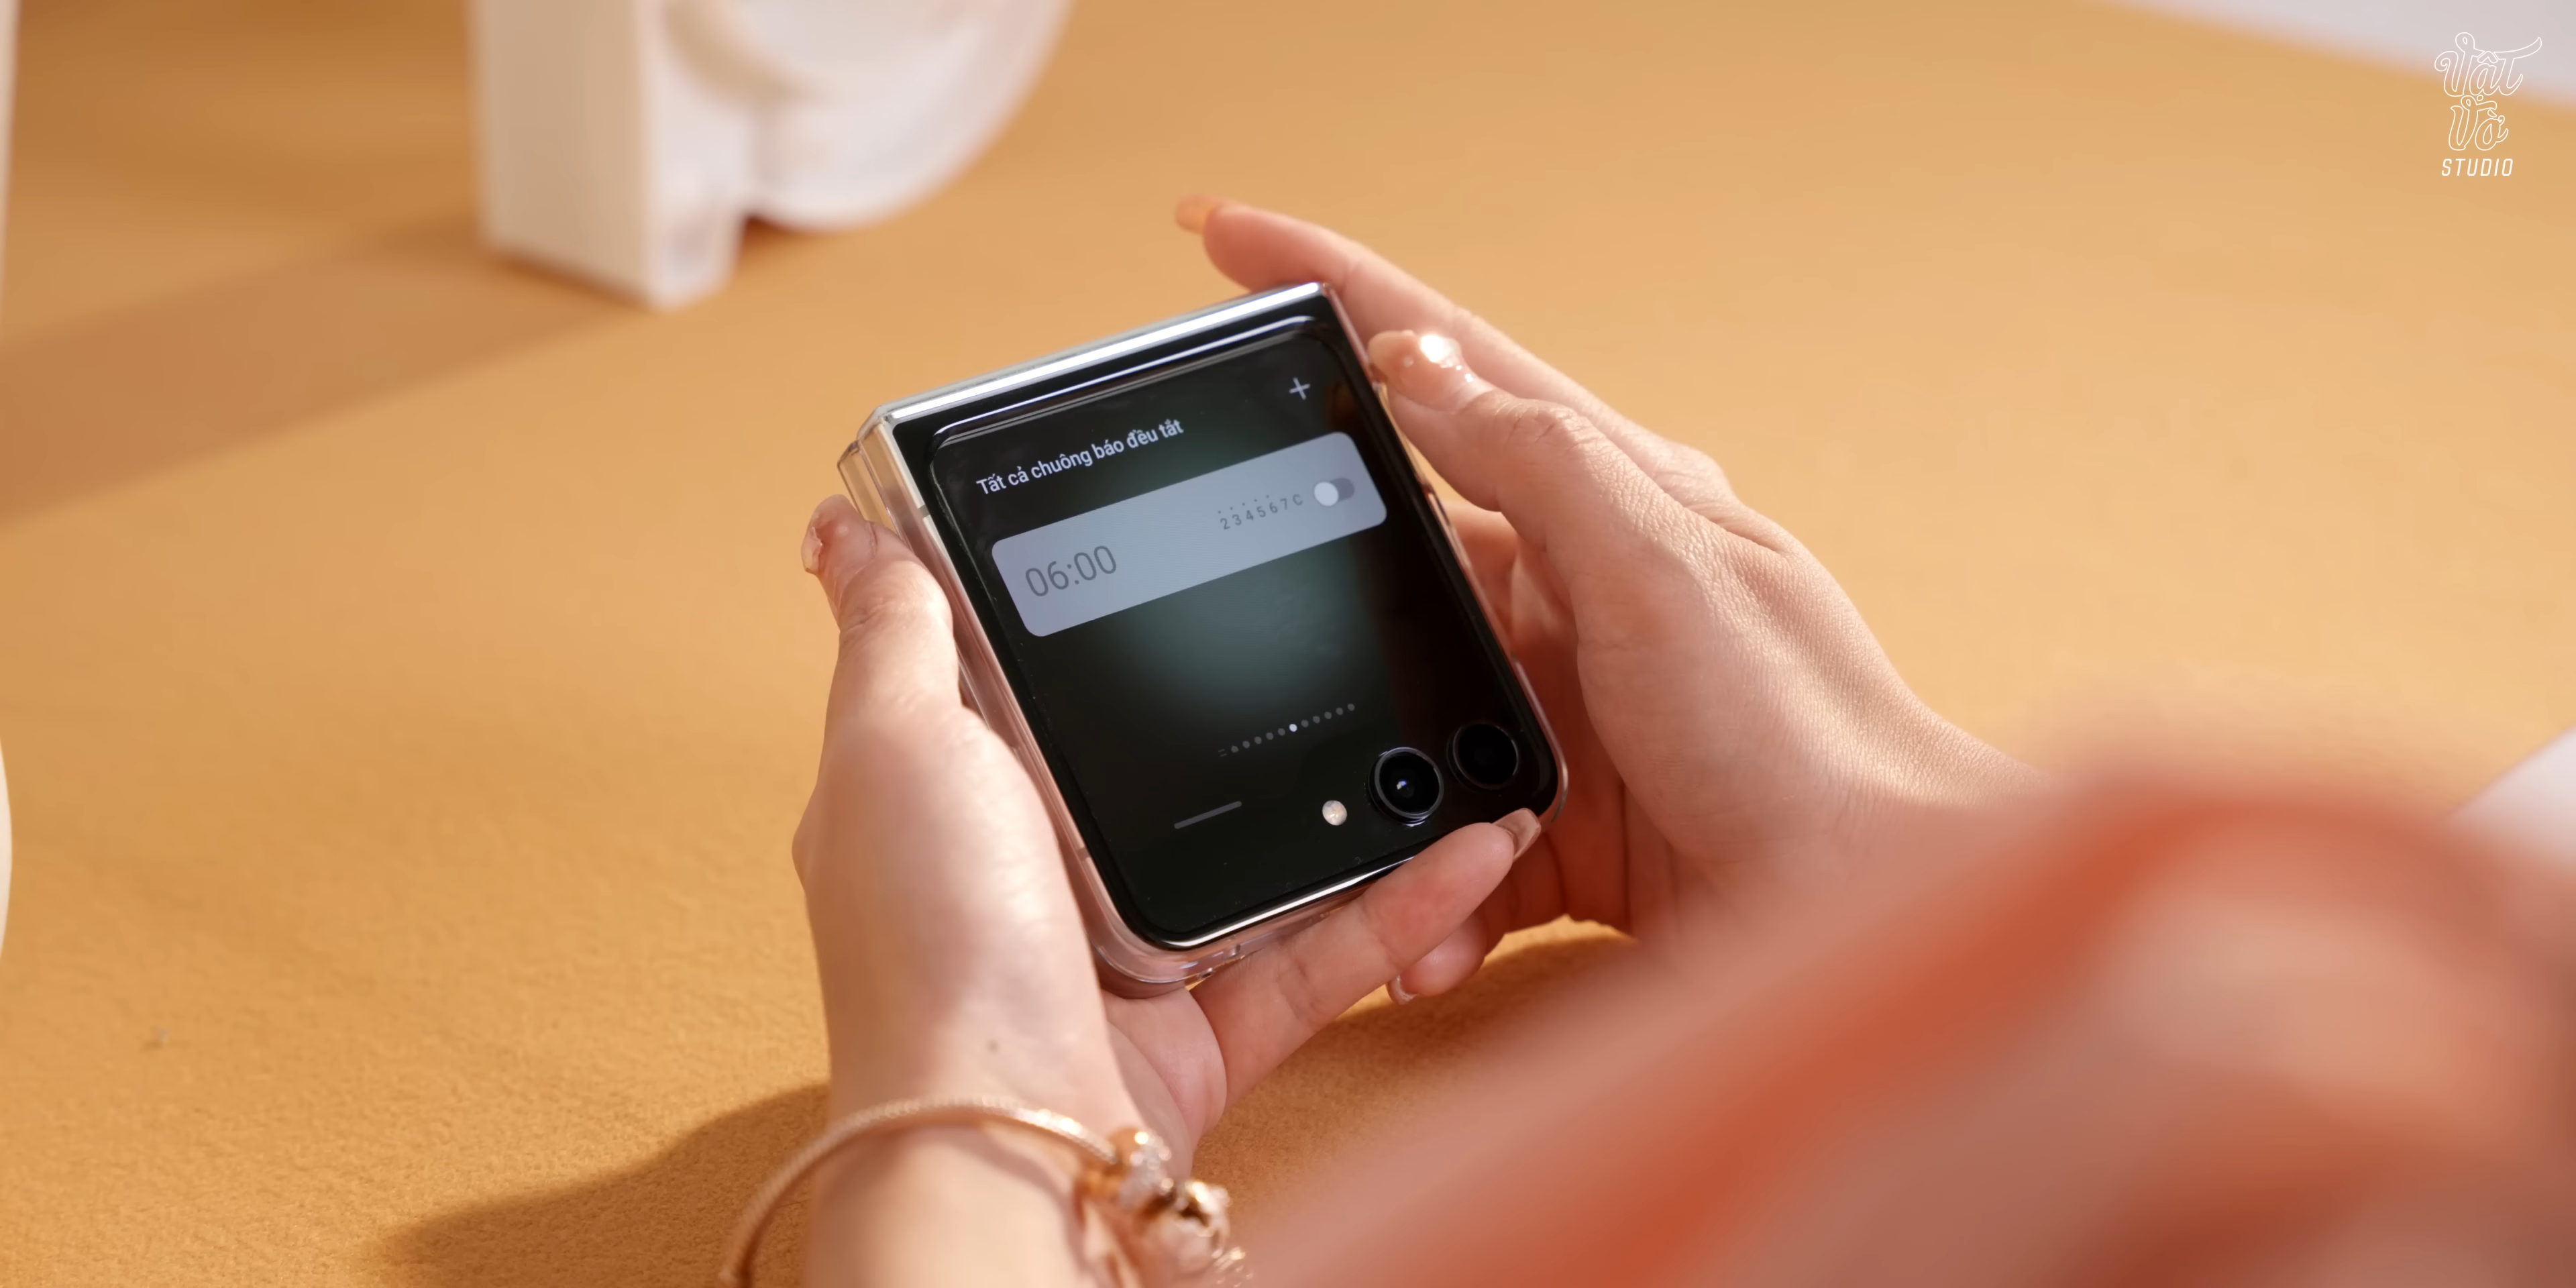 Vật
Vờ
STUDIO
+
Tất cả chuông báo đều tắt
2 3 4 5 6 7 C
06:00